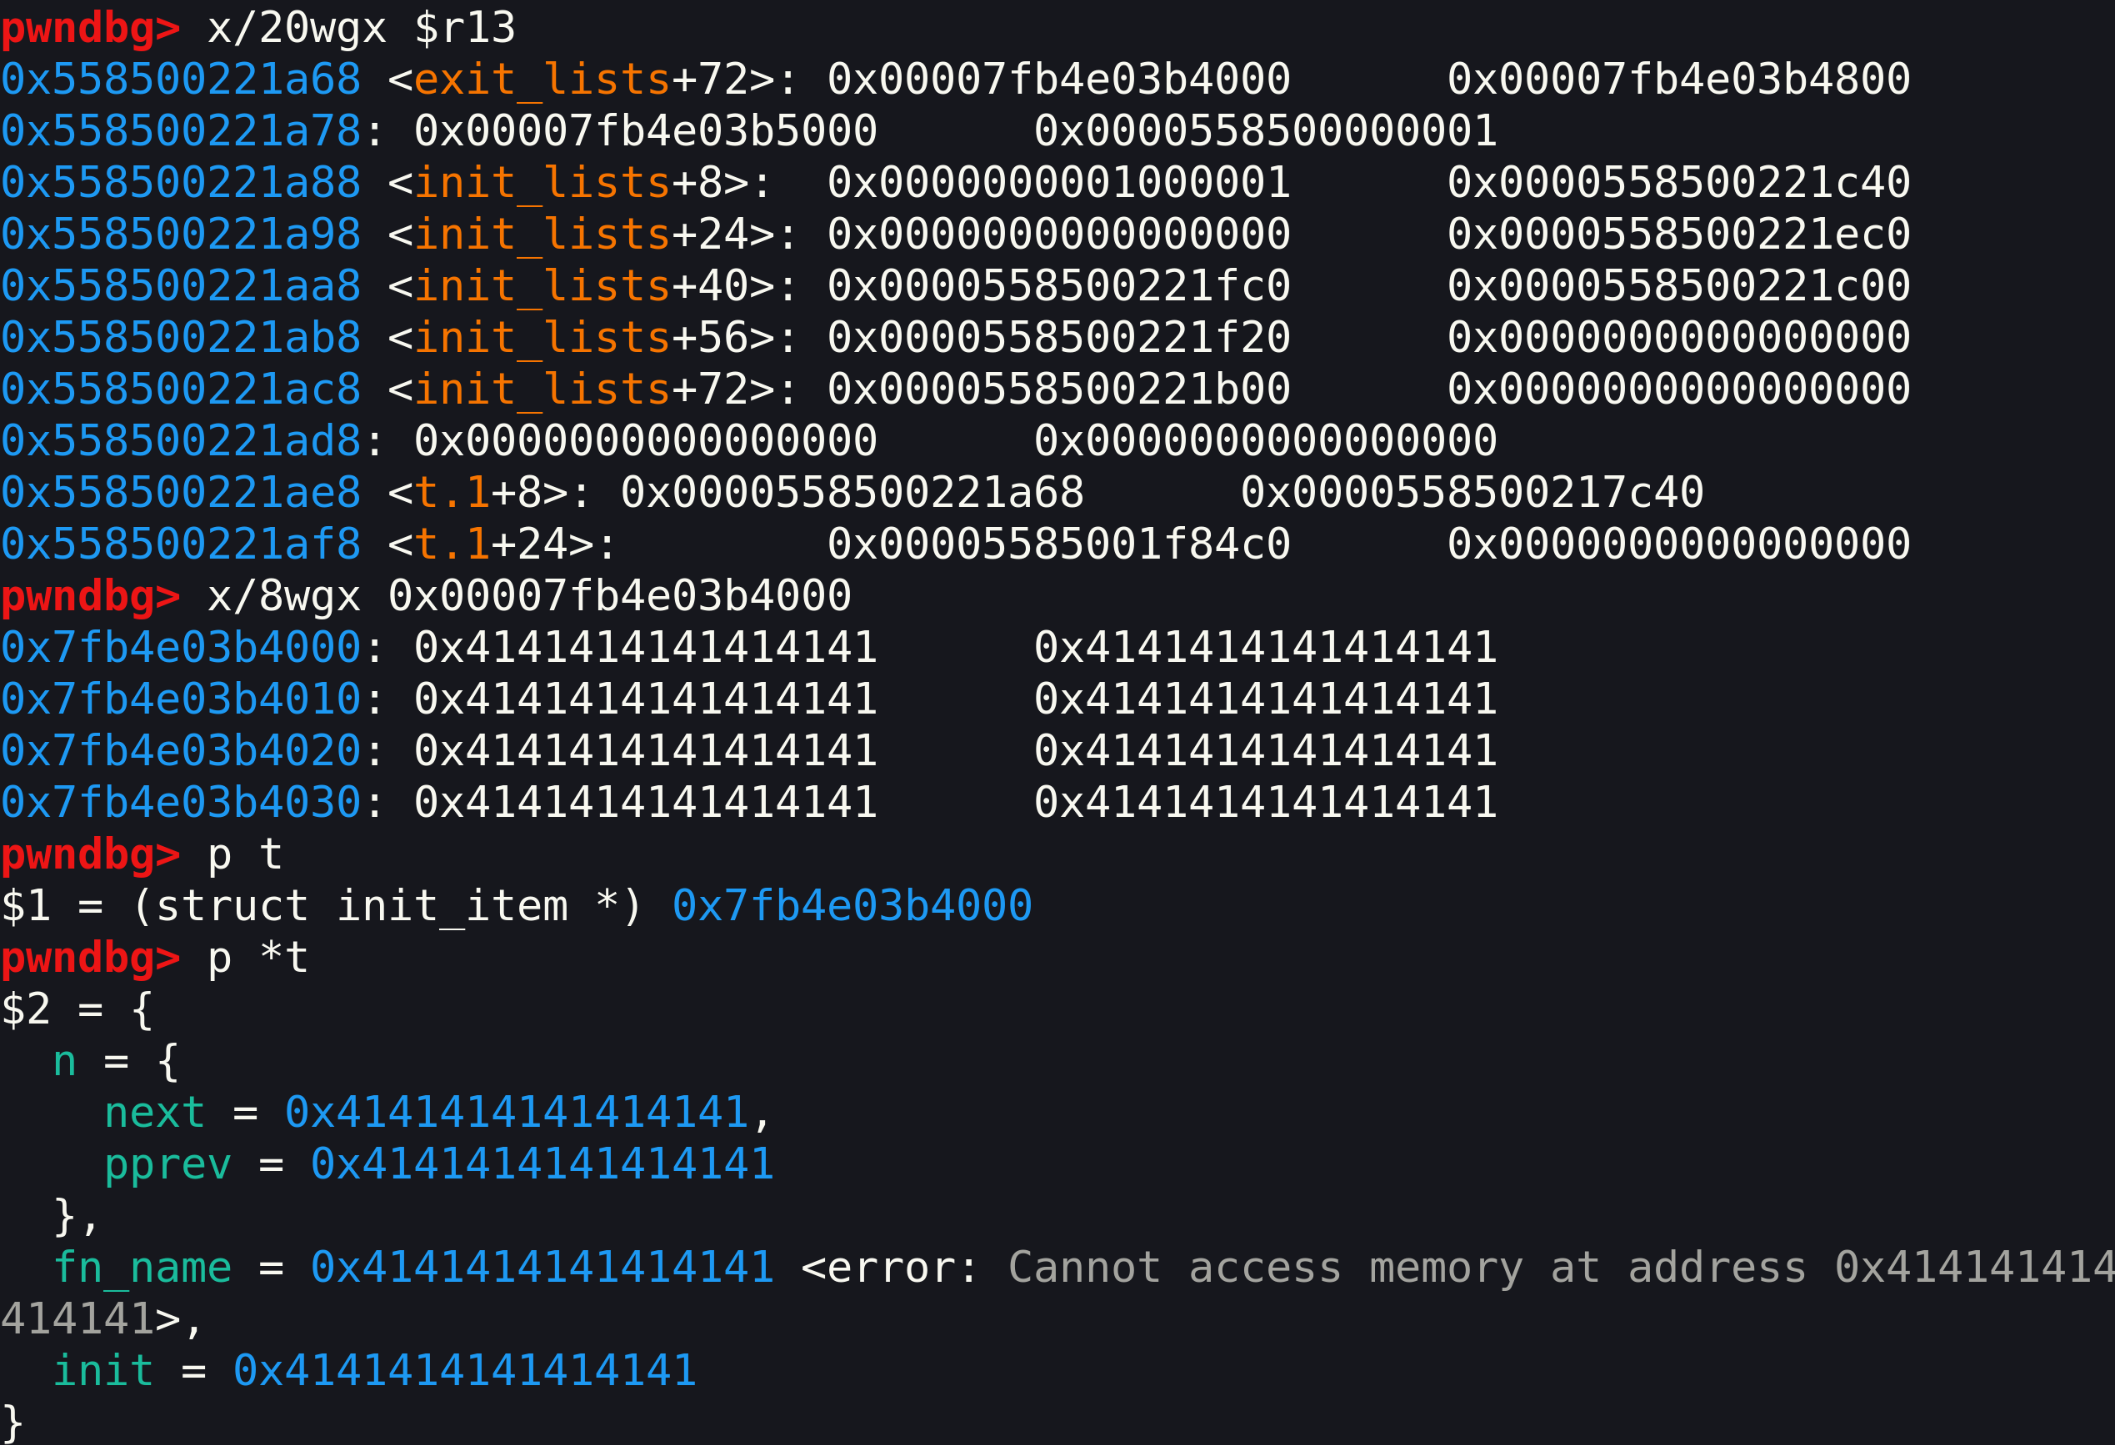 pwndbg> x/20wgx $r13
0x558500221a68 <exit_lists+72>: 0x00007fb4e03b4000 0x00007fb4e03b4800
0x558500221a78: 0x00007fb4e03b5000 0x0000558500000001
0x558500221a88 <init_lists+8>: 0x0000000001000001 0x0000558500221c40
0x558500221a98 <init_lists+24>: 0x0000000000000000 0x0000558500221ec0
0x558500221aa8 <init_lists+40>: 0x0000558500221fc0 0x0000558500221c00
0x558500221ab8 <init_lists+56>: 0x0000558500221f20 0x0000000000000000
0x558500221ac8 <init_lists+72>: 0x0000558500221b00 0x0000000000000000
0x558500221ad8: 0x0000000000000000 0x0000000000000000
0x558500221ae8 <t.1+8>: 0x0000558500221a68 0x0000558500217c40
0x558500221af8 <t.1+24>: 0x00005585001f84c0 0x0000000000000000
pwndbg> x/8wgx 0x00007fb4e03b4000
0x7fb4e03b4000: 0x4141414141414141 0x4141414141414141
0x7fb4e03b4010: 0x4141414141414141 0x4141414141414141
0x7fb4e03b4020: 0x4141414141414141 0x4141414141414141
0x7fb4e03b4030: 0x4141414141414141 0x4141414141414141
pwndbg> p t
$1 = (struct init_item *) 0x7fb4e03b4000
pwndbg> p *t
$2 = {
n = {
next = 0x4141414141414141,
pprev = 0x4141414141414141
},
fn_name = 0x4141414141414141 <error: Cannot access memory at address 0x414141414
414141>,
init = 0x4141414141414141
}